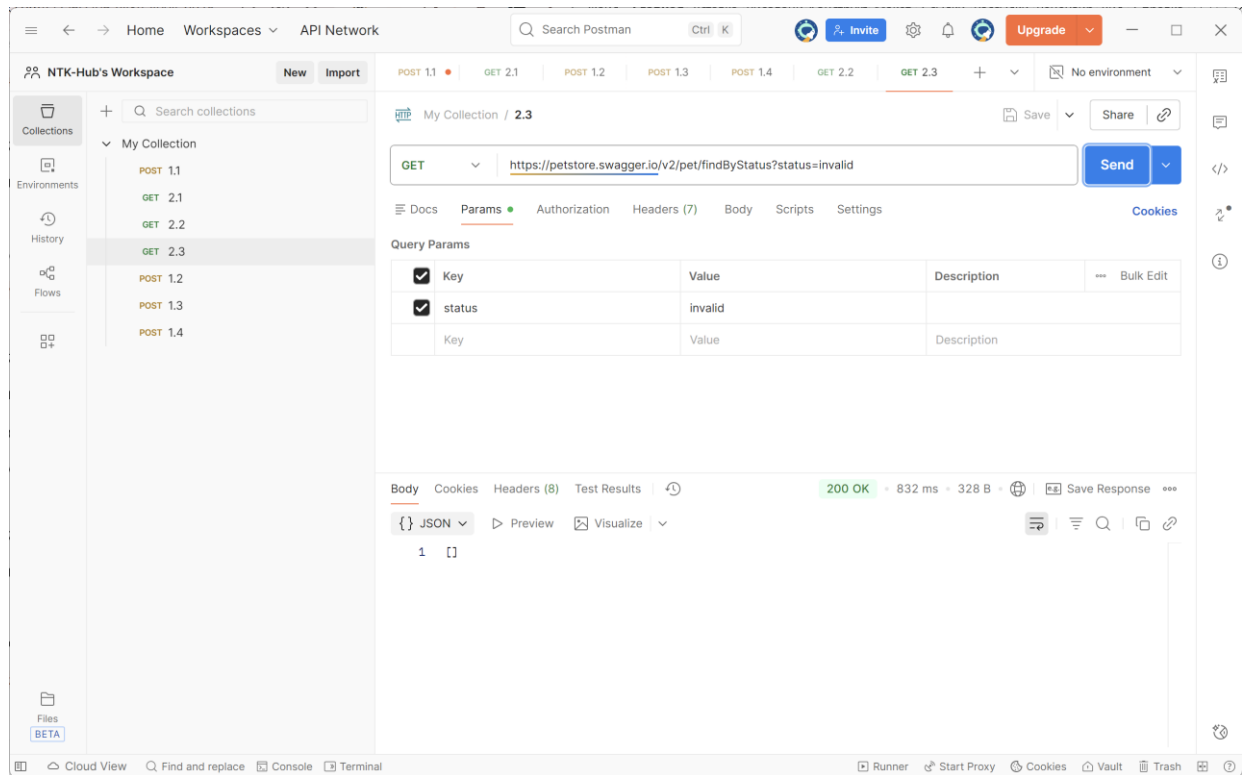 Home Workspaces API Network Search Postman Ctrl K Invite Upgrade
NTK-Hub's Workspace New Import POST 1.1 GET 2.1 POST 1.2 POST 1.3 POST 1.4 GET 2.2 GET 2.3 No environment
Collections
Search collections
My Collection / 2.3 Save Share
My Collection
POST 1.1
GET 2.1
GET 2.2
GET 2.3
POST 1.2
POST 1.3
POST 1.4
Environments
History
Flows
GET https://petstore.swagger.io/v2/pet/findByStatus?status=invalid Send
Docs Params Authorization Headers (7) Body Scripts Settings Cookies
Query Params
Key Value Description Bulk Edit
status invalid
Key Value Description
Body Cookies Headers (8) Test Results 200 OK 832 ms 328 B Save Response
{} JSON Preview Visualize
1 []
Files
BETA
Cloud View Find and replace Console Terminal Runner Start Proxy Cookies Vault Trash